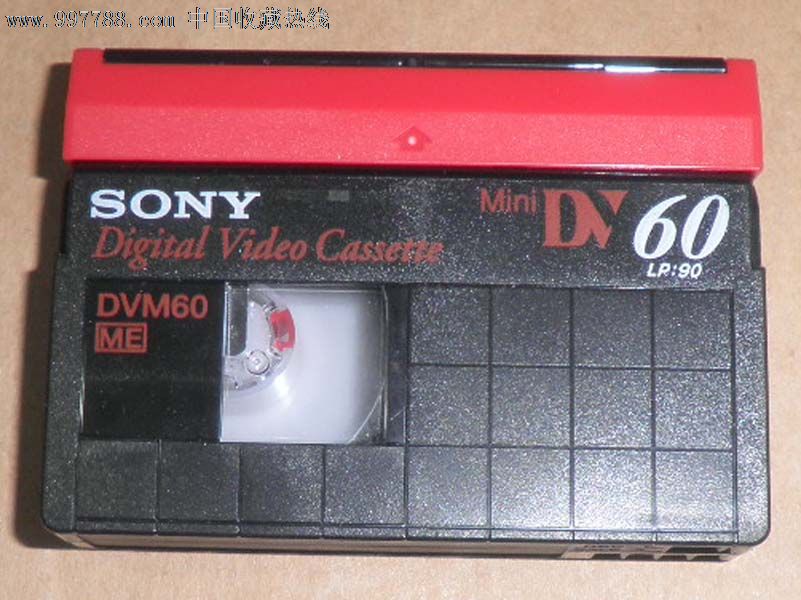 www.997788.com 中国收藏热线
SONY
Digital Video Cassette
Mini DV 60
LP:90
DVM60
ME